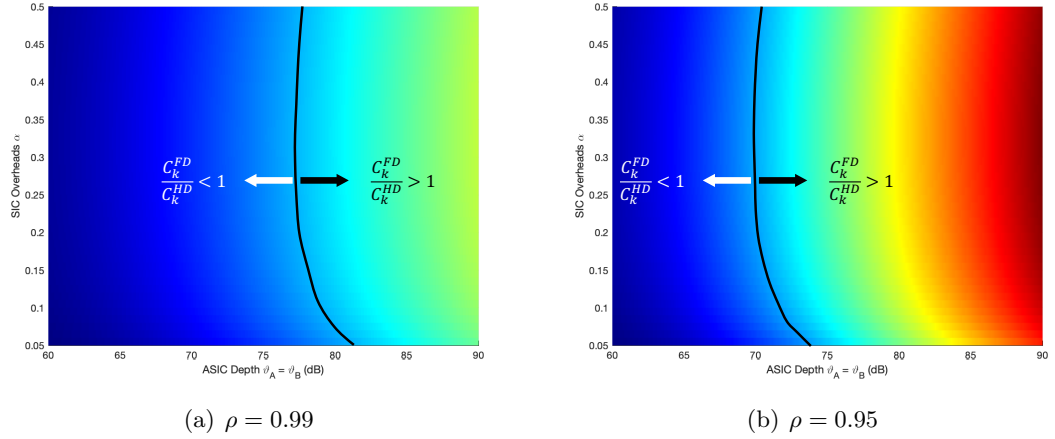 0.5
0.45
0.4
0.35
0.3
0.25
0.2
0.15
0.1
0.05
SIC Overheads α
C_k^{FD}/C_k^{HD} < 1
C_k^{FD}/C_k^{HD} > 1
60 65 70 75 80 85 90
ASIC Depth ϑ_A = ϑ_B (dB)
(a) ρ = 0.99
0.5
0.45
0.4
0.35
0.3
0.25
0.2
0.15
0.1
0.05
SIC Overheads α
C_k^{FD}/C_k^{HD} < 1
C_k^{FD}/C_k^{HD} > 1
60 65 70 75 80 85 90
ASIC Depth ϑ_A = ϑ_B (dB)
(b) ρ = 0.95